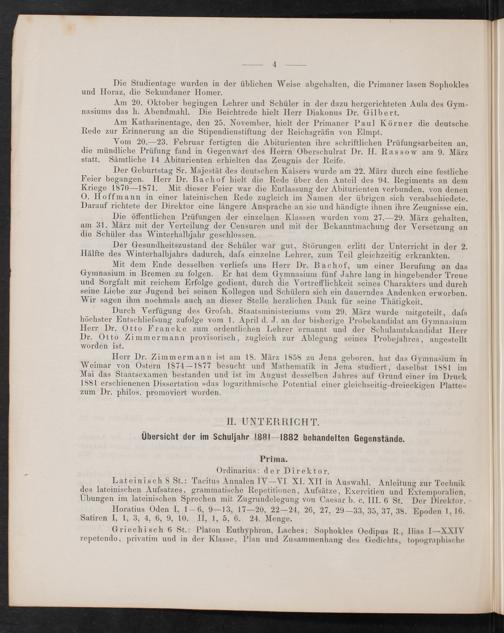 4
Die Studientage wurden in der üblichen Weise abgehalten, die Primaner lasen Sophokles
und Horaz, die Sekundaner Homer.
Am 20. Oktober begingen Lehrer und Schüler in der dazu hergerichteten Aula des Gym-
nasiums das h. Abendmahl. Die Beichtrede hielt Herr Diakonus Dr. Gilbert.
Am Katharinentage, den 25. November, hielt der Primaner Paul Körner die deutsche
Rede zur Erinnerung an die Stipendienstiftung der Reichsgräfin von Elmpt.
Vom 20.—23. Februar fertigten die Abiturienten ihre schriftlichen Prüfungsarbeiten an,
die mündliche Prüfung fand in Gegenwart des Herrn Oberschulrat Dr. H. Rassow am 9. März
statt. Sämtliche 14 Abiturienten erhielten das Zeugnis der Reife.
Der Geburtstag Sr. Majestät des deutschen Kaisers wurde am 22. März durch eine festliche
Feier begangen. Herr Dr. Bachof hielt die Rede über den Anteil des 94. Regiments an dem
Kriege 1870—1871. Mit dieser Feier war die Entlassung der Abiturienten verbunden, von denen
O. Hoffmann in einer lateinischen Rede zugleich im Namen der übrigen sich verabschiedete.
Darauf richtete der Direktor eine längere Ansprache an sie und händigte ihnen ihre Zeugnisse ein.
Die öffentlichen Prüfungen der einzelnen Klassen wurden vom 27.—29. März gehalten,
am 31. März mit der Verteilung der Censuren und mit der Bekanntmachung der Versetzung an
die Schüler das Winterhalbjahr geschlossen.
Der Gesundheitszustand der Schüler war gut, Störungen erlitt der Unterricht in der 2.
Hälfte des Winterhalbjahrs dadurch, dafs einzelne Lehrer, zum Teil gleichzeitig erkrankten.
Mit dem Ende desselben verliefs uns Herr Dr. Bachof, um einer Berufung an das
Gymnasium in Bremen zu folgen. Er hat dem Gymnasium fünf Jahre lang in hingebender Treue
und Sorgfalt mit reichem Erfolge gedient, durch die Vortrefflichkeit seines Charakters und durch
seine Liebe zur Jugend bei seinen Kollegen und Schülern sich ein dauerndes Andenken erworben.
Wir sagen ihm nochmals auch an dieser Stelle herzlichen Dank für seine Thätigkeit.
Durch Verfügung des Grofsh. Staatsministeriums vom 29. März wurde mitgeteilt, dafs
höchster Entschliefsung zufolge vom 1. April d. J. an der bisherige Probekandidat am Gymnasium
Herr Dr. Otto Francke zum ordentlichen Lehrer ernannt und der Schulamtskandidat Herr
Dr. Otto Zimmermann provisorisch, zugleich zur Ablegung seines Probejahres, angestellt
worden ist.
Herr Dr. Zimmermann ist am 18. März 1858 zu Jena geboren, hat das Gymnasium in
Weimar von Ostern 1874—1877 besucht und Mathematik in Jena studiert, daselbst 1881 im
Mai das Staatsexamen bestanden und ist im August desselben Jahres auf Grund einer im Druck
1881 erschienenen Dissertation »das logarithmische Potential einer gleichseitig-dreieckigen Platte«
zum Dr. philos. promoviert worden.
II. UNTERRICHT.
Übersicht der im Schuljahr 1881—1882 behandelten Gegenstände.
Prima.
Ordinarius: der Direktor.
Lateinisch 8 St.: Tacitus Annalen IV—VI. XI. XII in Auswahl. Anleitung zur Technik
des lateinischen Aufsatzes, grammatische Repetitionen, Aufsätze, Exercitien und Extemporalien,
Übungen im lateinischen Sprechen mit Zugrundelegung von Caesar b. c. III. 6 St. Der Direktor.
Horatius Oden I, 1—6, 9—13, 17—20, 22—24, 26, 27, 29—33, 35, 37, 38. Epoden 1, 16.
Satiren I, 1, 3, 4, 6, 9, 10. II, 1, 5, 6. 24. Menge.
Griechisch 6 St.: Platon Euthyphron, Laches; Sophokles Oedipus R., Ilias I—XXIV
repetendo, privatim und in der Klasse, Plan und Zusammenhang des Gedichts, topographische